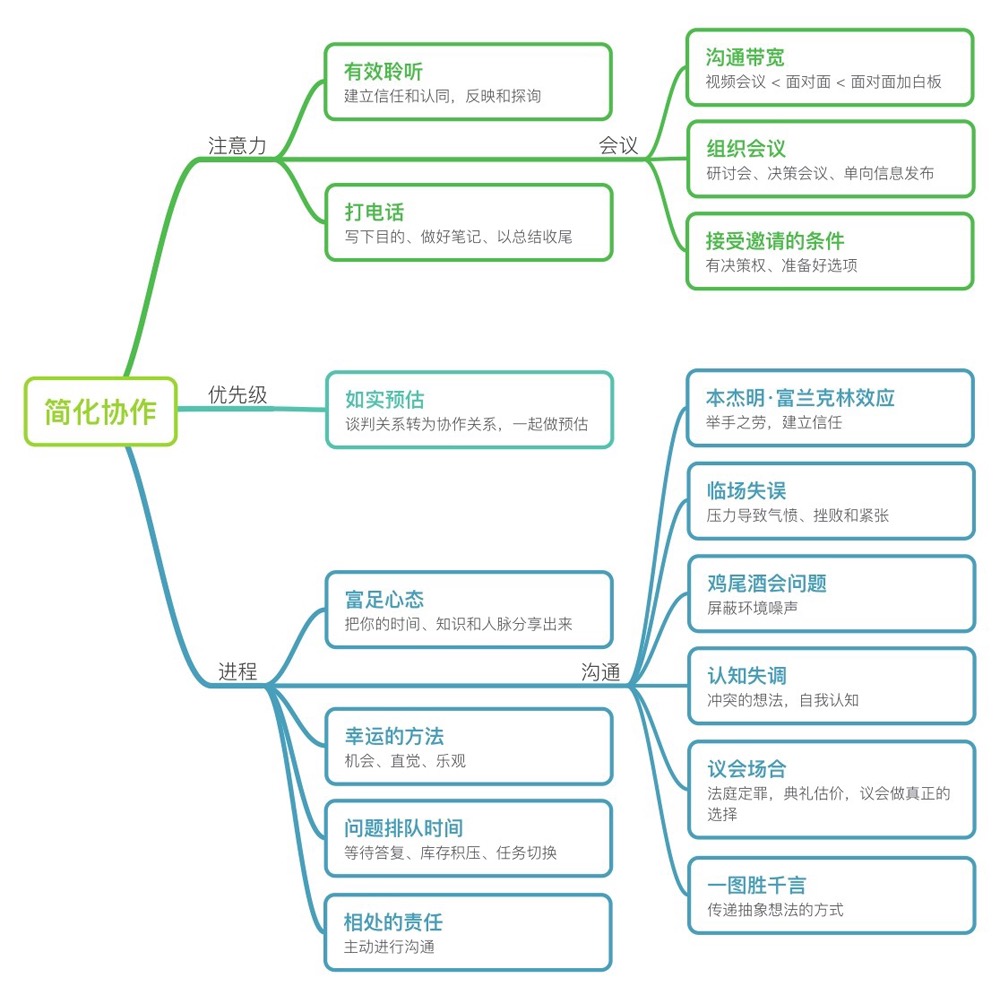 简化协作
注意力
有效聆听
建立信任和认同，反映和探询
打电话
写下目的、做好笔记、以总结收尾
会议
沟通带宽
视频会议 < 面对面 < 面对面加白板
组织会议
研讨会、决策会议、单向信息发布
接受邀请的条件
有决策权、准备好选项
优先级
如实预估
谈判关系转为协作关系，一起做预估
进程
富足心态
把你的时间、知识和人脉分享出来
幸运的方法
机会、直觉、乐观
问题排队时间
等待答复、库存积压、任务切换
相处的责任
主动进行沟通
沟通
本杰明·富兰克林效应
举手之劳，建立信任
临场失误
压力导致气愤、挫败和紧张
鸡尾酒会问题
屏蔽环境噪声
认知失调
冲突的想法，自我认知
议会场合
法庭定罪，典礼估价，议会做真正的
选择
一图胜千言
传递抽象想法的方式